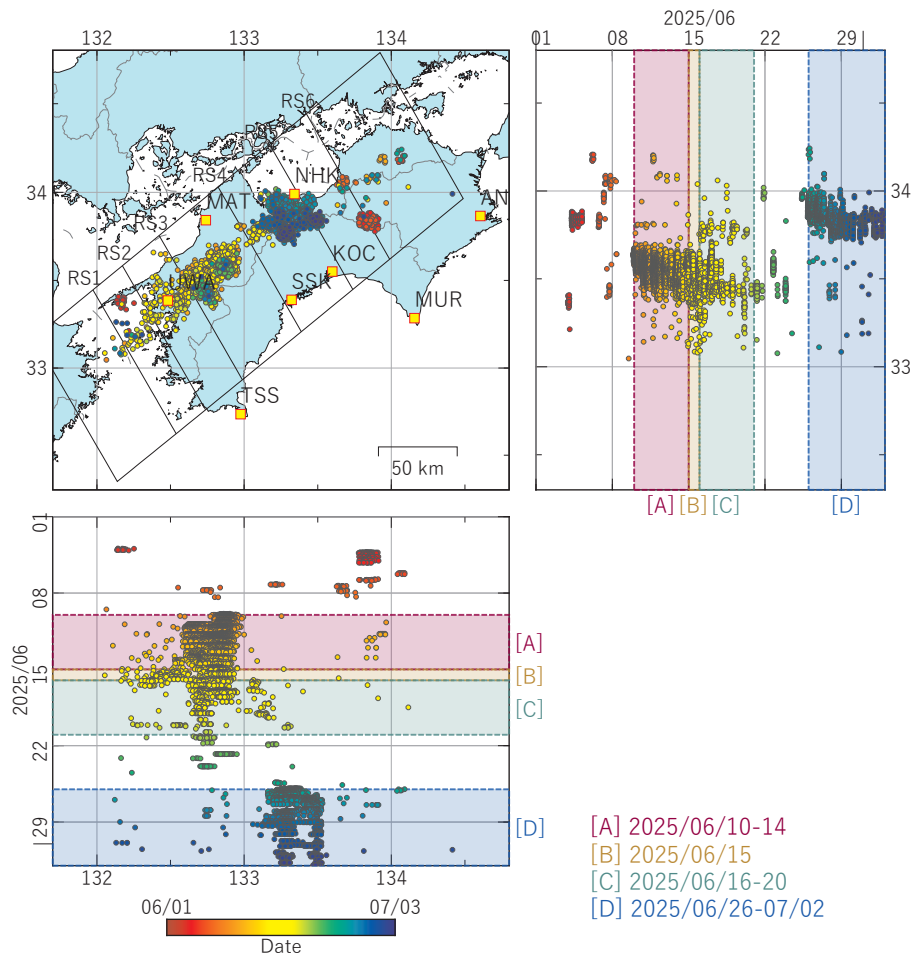 2025/06
132 133 134
01 08 15 22 29
RS6
RS5
RS4
NHK
MAT
AN
34
34
RS3
RS2
RS1
UWA
KOC
SSK
MUR
33
33
TSS
50 km
[A] [B] [C] [D]
01
08
15
22
29
2025/06
[A]
[B]
[C]
[D]
132 133 134
[A] 2025/06/10-14
[B] 2025/06/15
[C] 2025/06/16-20
[D] 2025/06/26-07/02
06/01 07/03
Date